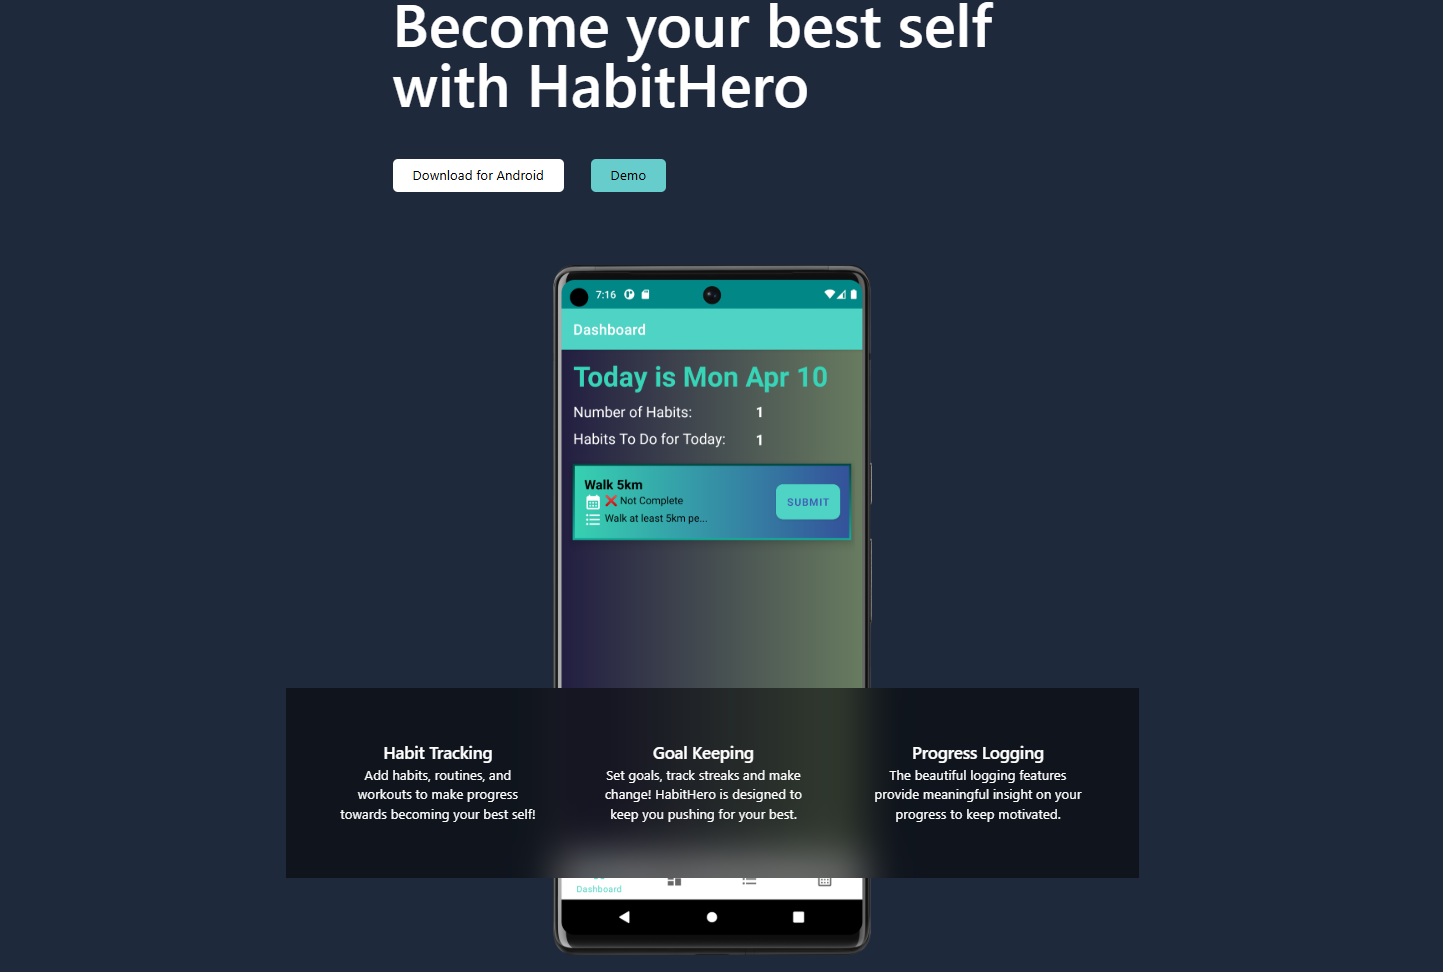 Become your best self
with HabitHero
Download for Android
Demo
7:16
Dashboard
Today is Mon Apr 10
Number of Habits: 1
Habits To Do for Today: 1
Walk 5km
❌ Not Complete
Walk at least 5km pe...
SUBMIT
Habit Tracking
Add habits, routines, and
workouts to make progress
towards becoming your best self!
Goal Keeping
Set goals, track streaks and make
change! HabitHero is designed to
keep you pushing for your best.
Progress Logging
The beautiful logging features
provide meaningful insight on your
progress to keep motivated.
Dashboard